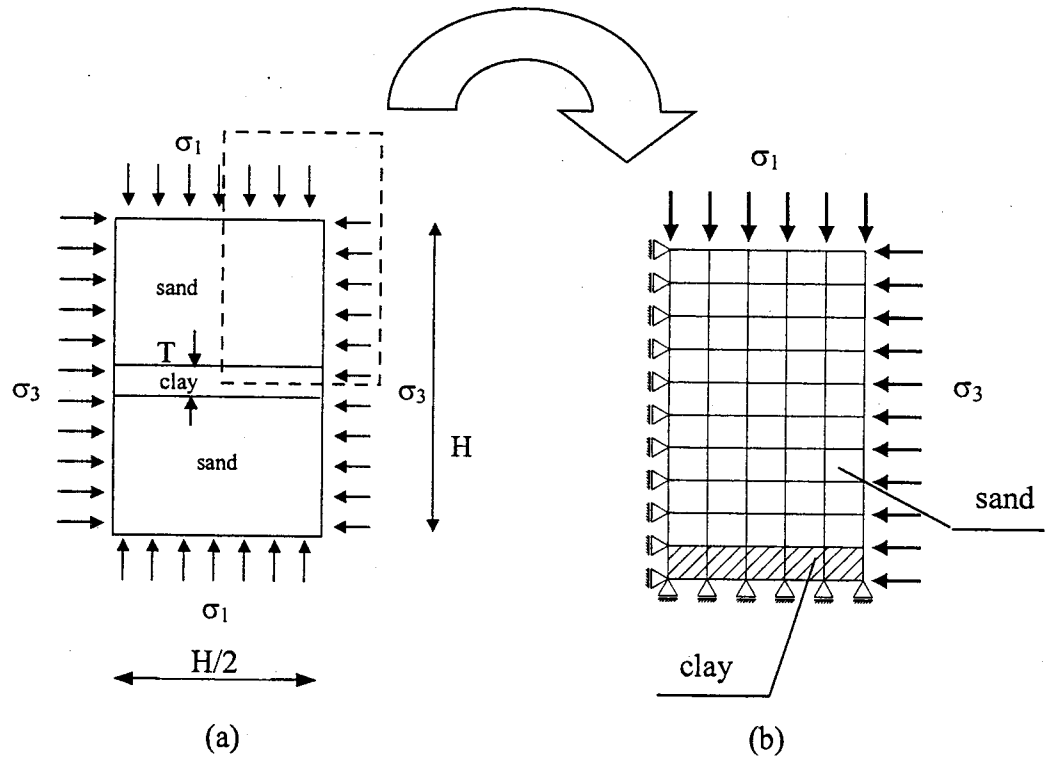 σ₁
sand
T
clay
σ₃
σ₃
H
sand
σ₁
H/2
(a)
σ₁
σ₃
sand
clay
(b)